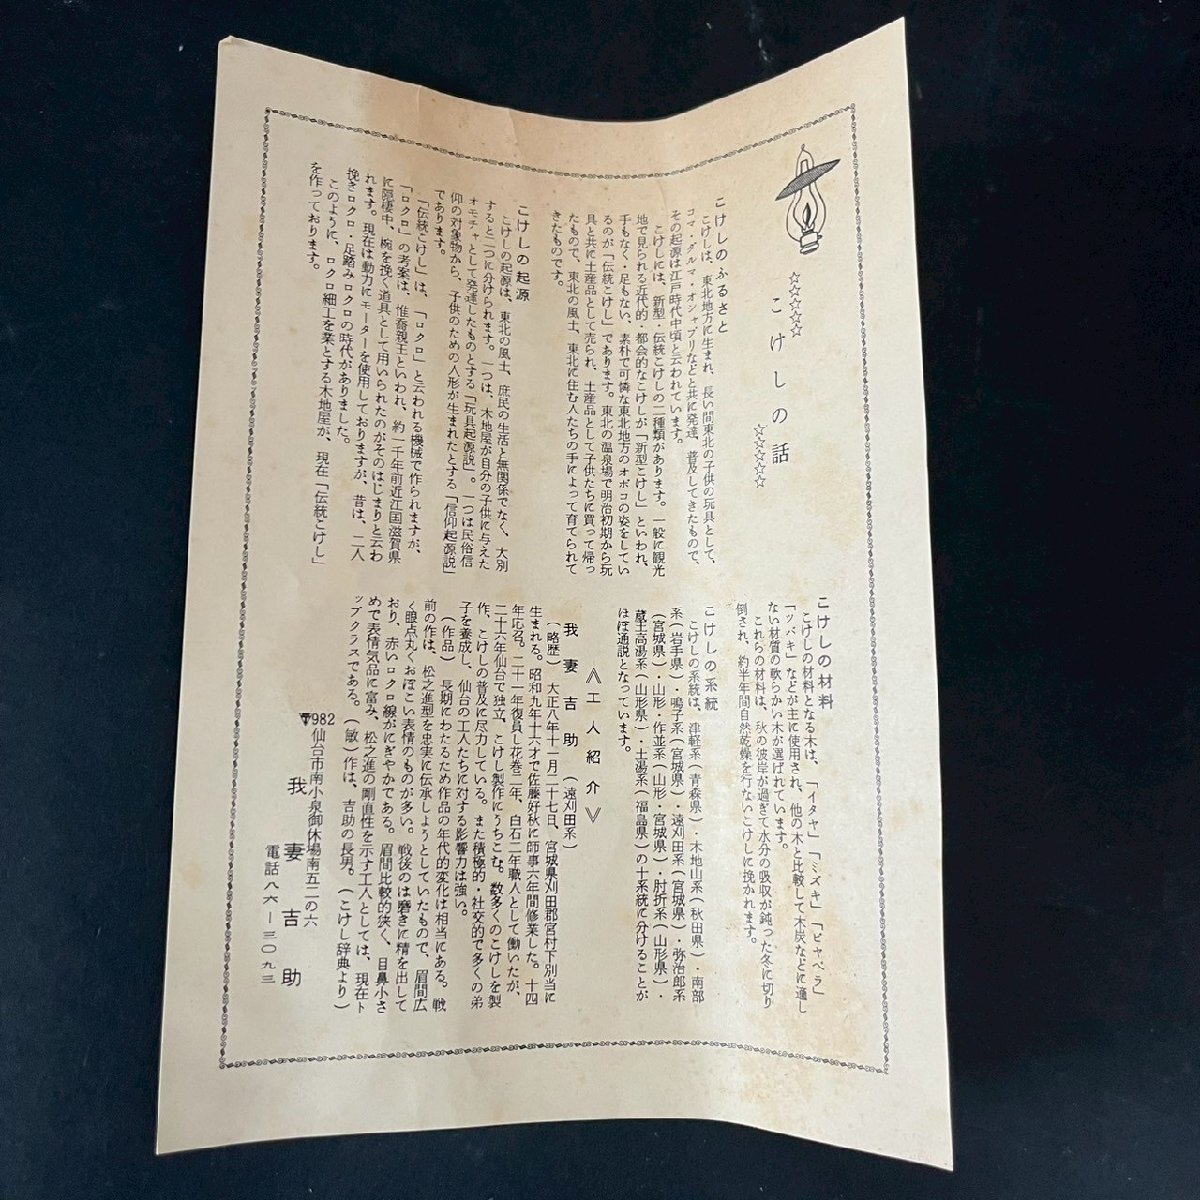 ☆☆☆☆☆
こけしの話
☆☆☆☆☆
こけしのふるさと
こけしは、東北地方に生まれ、長い間東北の子供の玩具として、
コマ・ダルマ・オシャブリなどと共に発達、普及してきたもので、
その起源は江戸時代中頃と云われています。
こけしには、新型・伝統こけしの二種類があります。一般に観光
地で見られる近代的・都会的なこけしが「新型こけし」といわれ、
手もなく・足もない、素朴で可憐な東北地方のオボコの姿をしてい
るのが「伝統こけし」であります。東北の温泉場で明治初期から玩
具と共に土産品として売られ、土産品として子供たちに買って帰っ
たもので、東北の風土、東北に住む人たちの手によって育てられて
きたものです。
こけしの起源
こけしの起源は、東北の風土、庶民の生活と無関係でなく、大別
すると二つに分けられます。一つは、木地屋が自分の子供に与えた
オモチャとして発達したものとする「玩具起源説」。一つは民俗信
仰の対象物から、子供のための人形が生まれたとする「信仰起源説」
であります。
「伝統こけし」は、「ロクロ」と云われる機械で作られますが、
「ロクロ」の考案は、惟喬親王といわれ、約一千年前近江国滋賀県
に隠棲中、椀を挽く道具として用いられたのがそのはじまりと云わ
れます。現在は動力にモーターを使用しておりますが、昔は、二人
挽きロクロ・足踏みロクロの時代がありました。
このように、ロクロ細工を業とする木地屋が、現在「伝統こけし」
を作っております。
こけしの材料
こけしの材料となる木は、「イタヤ」「ミズキ」「ビヤベラ」
「ツバキ」などが主に使用され、他の木と比較して木炭などに適し
ない材質の軟らかい木が選ばれています。
これらの材料は、秋の彼岸が過ぎて水分の吸収が鈍った冬に切り
倒され、約半年間自然乾燥を行ないこけしに挽かれます。
こけしの系統
こけしの系統は、津軽系（青森県）・木地山系（秋田県）・南部
系（岩手県）・鳴子系（宮城県）・遠刈田系（宮城県）・弥治郎系
（宮城県）・山形・作並系（山形・宮城県）・肘折系（山形県）・
蔵王高湯系（山形県）・土湯系（福島県）の十系統に分けることが
ほぼ通説となっています。
《工人紹介》
我妻吉助（遠刈田系）
（略歴）　大正八年十一月二十七日、宮城県刈田郡宮村下別当に
生まれる。昭和九年十六才で佐藤好秋に師事六年間修業した。十四
年応召。二十一年復員し花巻二年、白石二年職人として働いたが、
二十六年仙台で独立、こけし製作にうちこむ。数多くのこけしを製
作、こけしの普及に尽力している。また積極的・社交的で多くの弟
子を養成し、仙台の工人たちに対する影響力は強い。
（作品）　長期にわたるため作品の年代的変化は相当にある。戦
前の作は、松之進型を忠実に伝承しようとしていたもので、眉間広
く眼点丸くおぼこい表情のものが多い。戦後のは磨きに精を出して
おり、赤いロクロ線がにぎやかである。眉間比較的狭く、目鼻小さ
めで表情気品に富み、松之進の剛直性を示す工人としては、現在ト
ップクラスである。（敏）作は、吉助の長男。（こけし辞典より）
〒982
仙台市南小泉御休場南五二の六
我妻吉助
電話八六ー三〇九三